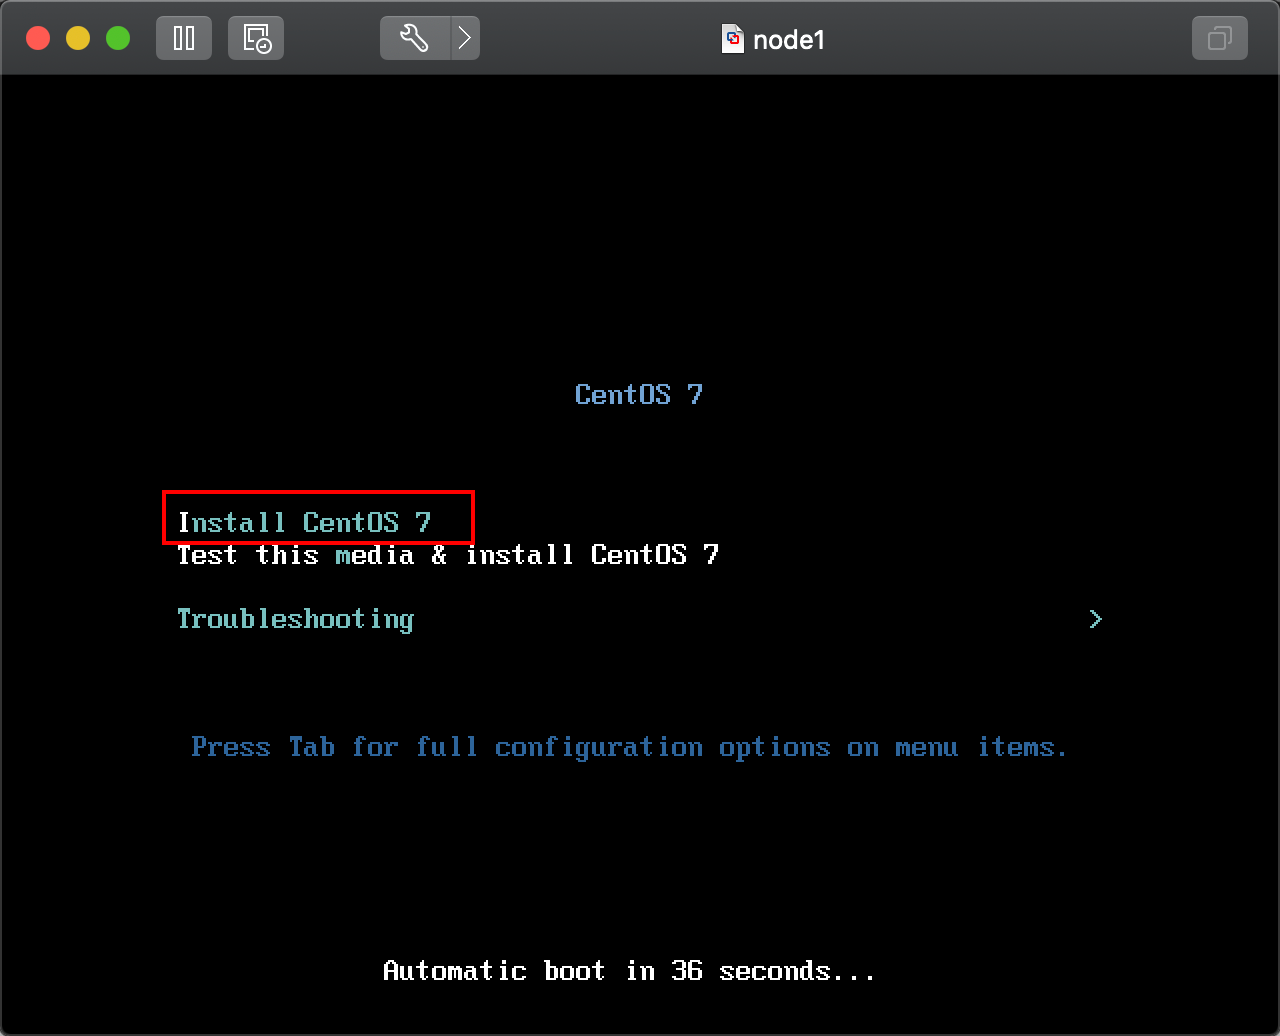 node1
CentOS 7
Install CentOS 7
Test this media & install CentOS 7
Troubleshooting >
Press Tab for full configuration options on menu items.
Automatic boot in 36 seconds...